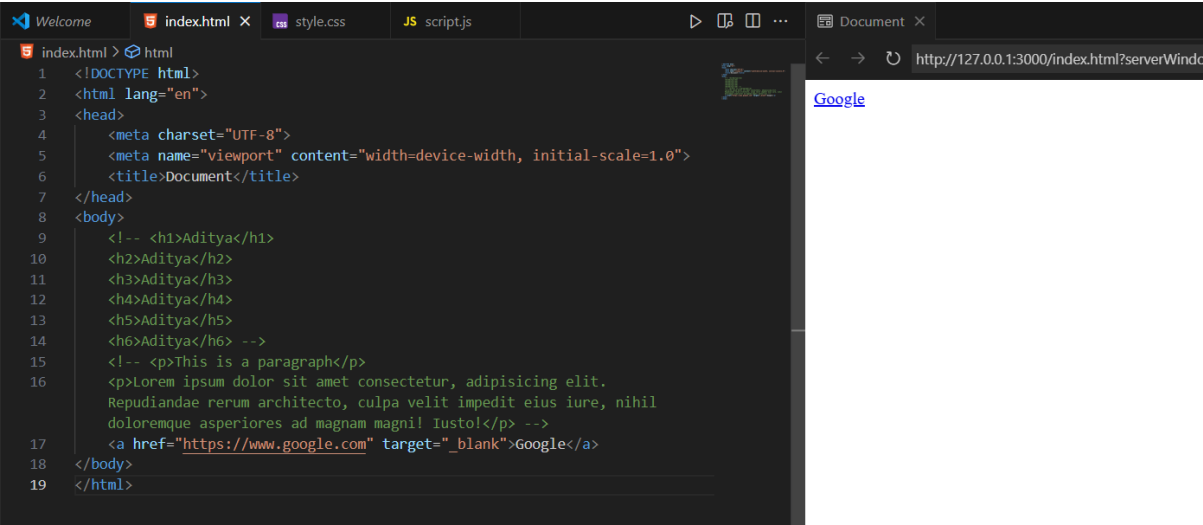 Welcome index.html style.css JS script.js Document
index.html > html http://127.0.0.1:3000/index.html?serverWindo
1 <!DOCTYPE html>
2 <html lang="en">
3 <head>
4 <meta charset="UTF-8">
5 <meta name="viewport" content="width=device-width, initial-scale=1.0">
6 <title>Document</title>
7 </head>
8 <body>
9 <!-- <h1>Aditya</h1>
10 <h2>Aditya</h2>
11 <h3>Aditya</h3>
12 <h4>Aditya</h4>
13 <h5>Aditya</h5>
14 <h6>Aditya</h6> -->
15 <!-- <p>This is a paragraph</p>
16 <p>Lorem ipsum dolor sit amet consectetur, adipisicing elit.
Repudiandae rerum architecto, culpa velit impedit eius iure, nihil
doloremque asperiores ad magnam magni! Iusto!</p> -->
17 <a href="https://www.google.com" target="_blank">Google</a>
18 </body>
19 </html>
Google